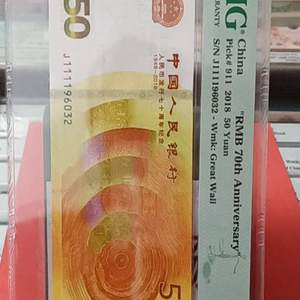 50
J111196032
中国人民银行
人民币发行七十周年纪念
1948-2018
5
MG
China
Pick# 911 2018 50 Yuan
S/N J111196032 - Wmk: Great Wall
"RMB 70th Anniversary"